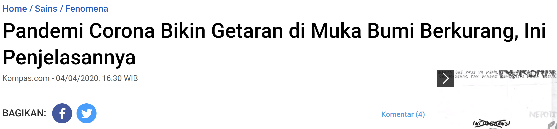 Home / Sains / Fenomena
Pandemi Corona Bikin Getaran di Muka Bumi Berkurang, Ini
Penjelasannya
Kompas.com - 04/04/2020, 16:30 WIB
BAGIKAN:
Komentar (4)